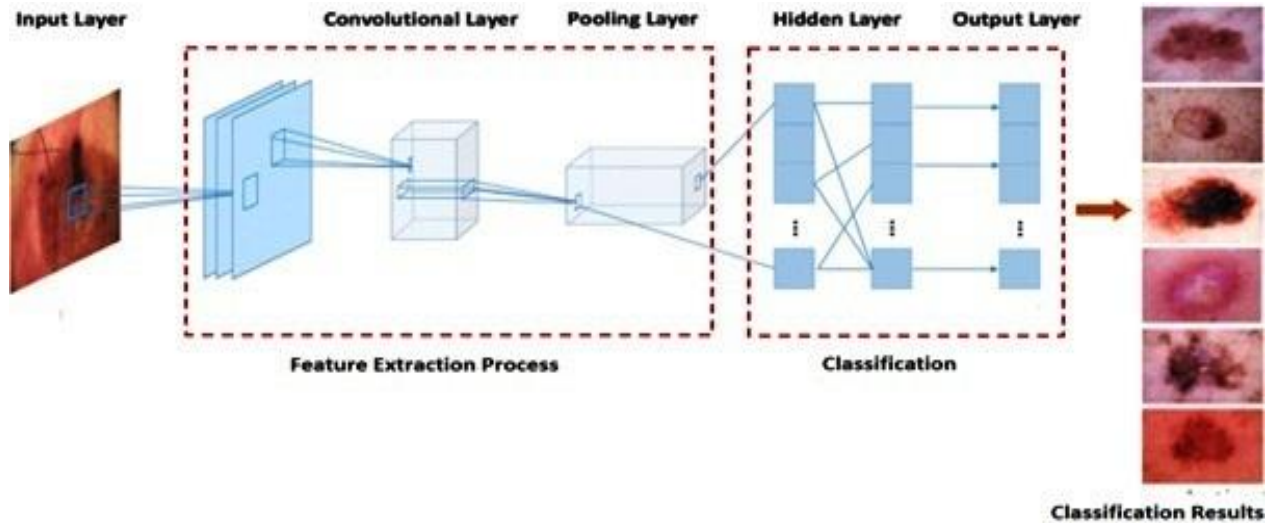 Input Layer
Convolutional Layer
Pooling Layer
Hidden Layer
Output Layer
Feature Extraction Process
Classification
Classification Results